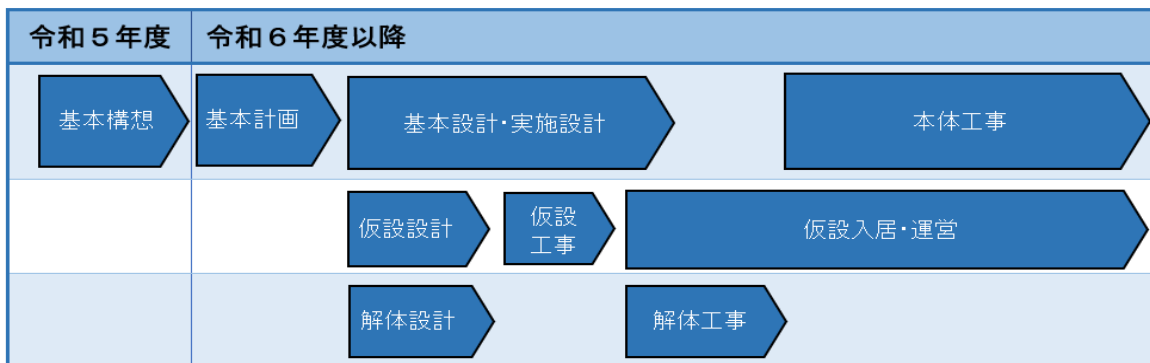 令和５年度
令和６年度以降
基本構想
基本計画
基本設計・実施設計
本体工事
仮設設計
仮設
工事
仮設入居・運営
解体設計
解体工事